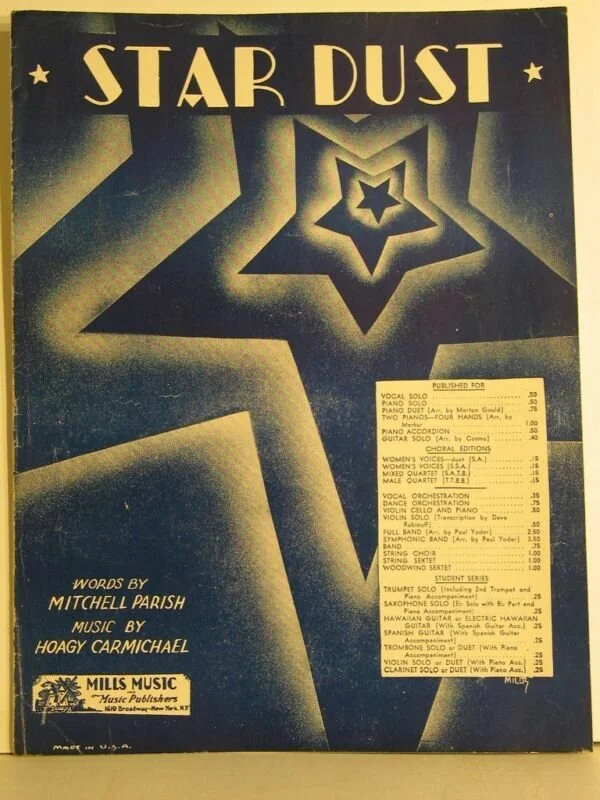 ★ STAR DUST ★
PUBLISHED FOR
VOCAL SOLO .50
PIANO SOLO .50
PIANO DUET (Arr. by Morton Gould) .75
TWO PIANOS—FOUR HANDS (Arr. by
Merkur 1.00
PIANO ACCORDION .50
GUITAR SOLO (Arr. by Cosmo) .40
CHORAL EDITIONS
WOMEN'S VOICES—duet (S.A.) .15
WOMEN'S VOICES (S.S.A.) .15
MIXED QUARTET (S.A.T.B.) .15
MALE QUARTET (T.T.B.B.) .15
VOCAL ORCHESTRATION .35
DANCE ORCHESTRATION .75
VIOLIN CELLO AND PIANO .50
VIOLIN SOLO (Transcription by Dave
Rubinoff) .50
FULL BAND (Arr. by Paul Yoder) 2.50
SYMPHONIC BAND (Arr. by Paul Yoder) 3.50
BAND .75
STRING CHOIR 1.00
STRING SEXTET 1.00
WOODWIND SEXTET 1.00
STUDENT SERIES
TRUMPET SOLO (Including 2nd Trumpet and
Piano Accompaniment) .25
SAXOPHONE SOLO (Eb Solo with Bb Part and
Piano Accompaniment) .25
HAWAIIAN GUITAR or ELECTRIC HAWAIIAN
GUITAR (With Spanish Guitar Acc.) .25
SPANISH GUITAR (With Spanish Guitar
Accompaniment) .25
TROMBONE SOLO or DUET (With Piano
Accompaniment) .25
VIOLIN SOLO or DUET (With Piano Acc.) .25
CLARINET SOLO or DUET (With Piano Acc.) .25
WORDS BY
MITCHELL PARISH
MUSIC BY
HOAGY CARMICHAEL
MILLS MUSIC
Music Publishers
1619 Broadway-New York, N.Y.
MADE IN U.S.A.